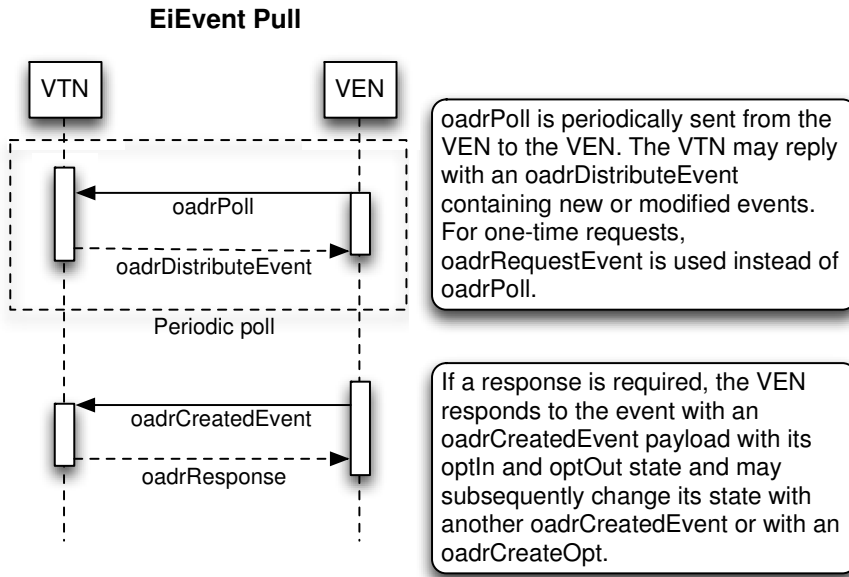 EiEvent Pull
VTN
VEN
oadrPoll is periodically sent from the
VEN to the VEN. The VTN may reply
with an oadrDistributeEvent
containing new or modified events.
For one-time requests,
oadrRequestEvent is used instead of
oadrPoll.
oadrPoll
oadrDistributeEvent
Periodic poll
If a response is required, the VEN
responds to the event with an
oadrCreatedEvent payload with its
optIn and optOut state and may
subsequently change its state with
another oadrCreatedEvent or with an
oadrCreateOpt.
oadrCreatedEvent
oadrResponse